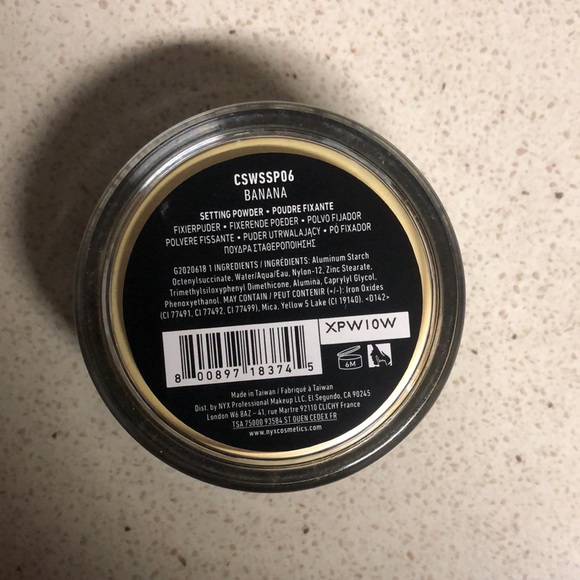 CSWSSP06
BANANA
SETTING POWDER • POUDRE FIXANTE
FIXIERPUDER • FIXERENDE POEDER • POLVO FIJADOR
POLVERE FISSANTE • PUDER UTRWALAJĄCY • PÓ FIXADOR
ΠΟΥΔΡΑ ΣΤΑΘΕΡΟΠΟΙΗΣΗΣ
G2020618 1 INGREDIENTS / INGRÉDIENTS: Aluminum Starch
Octenylsuccinate, Water/Aqua/Eau, Nylon-12, Zinc Stearate,
Trimethylsiloxyphenyl Dimethicone, Alumina, Caprylyl Glycol,
Phenoxyethanol. MAY CONTAIN / PEUT CONTENIR (+/-): Iron Oxides
(CI 77491, CI 77492, CI 77499), Mica, Yellow 5 Lake (CI 19140). <D142>
XPW10W
6M
8 00897 18374 5
Made in Taiwan / Fabriqué à Taiwan
Dist. by NYX Professional Makeup LLC, El Segundo, CA 90245
London W6 8AZ – 41, rue Martre 92110 CLICHY France
TSA 75000 93584 ST OUEN CEDEX FR
www.nyxcosmetics.com